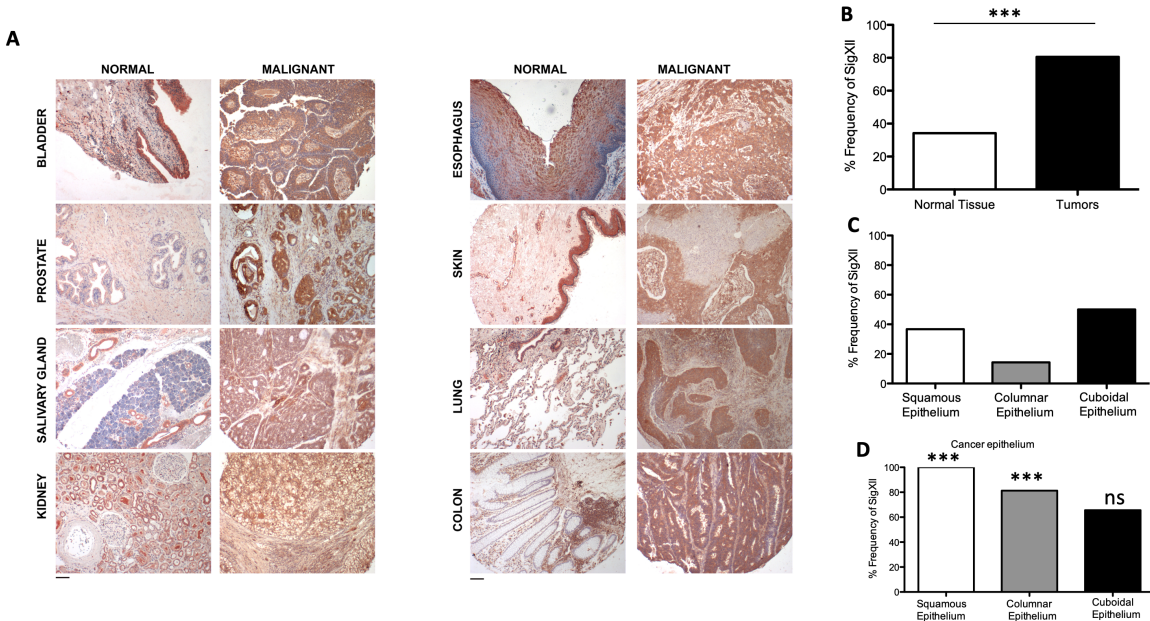 A
NORMAL
MALIGNANT
BLADDER
PROSTATE
SALIVARY GLAND
KIDNEY
NORMAL
MALIGNANT
ESOPHAGUS
SKIN
LUNG
COLON
B
***
% Frequency of SigXII
100
80
60
40
20
0
Normal Tissue
Tumors
C
% Frequency of SigXII
100
80
60
40
20
0
Squamous
Epithelium
Columnar
Epithelium
Cuboidal
Epithelium
D
Cancer epithelium
***
***
ns
% Frequency of SigXII
100
80
60
40
20
0
Squamous
Epithelium
Columnar
Epithelium
Cuboidal
Epithelium